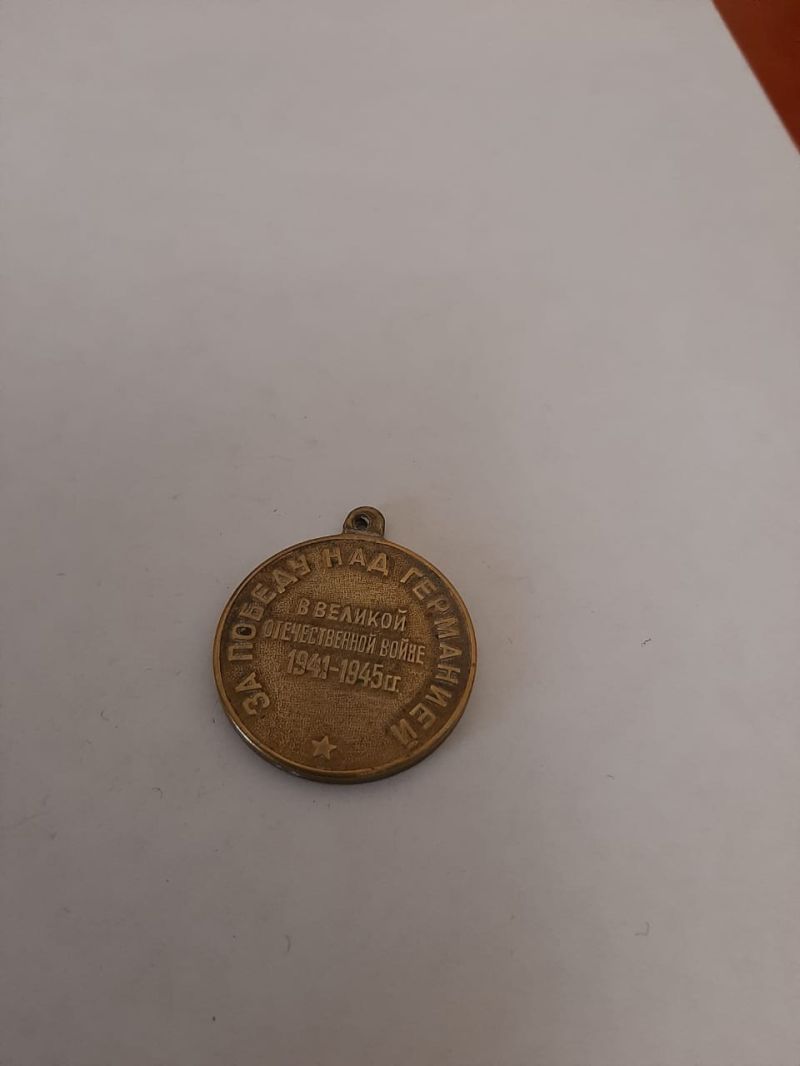 ЗА ПОБЕДУ НАД ГЕРМАНИЕЙ
В ВЕЛИКОЙ
ОТЕЧЕСТВЕННОЙ ВОЙНЕ
1941-1945 гг.